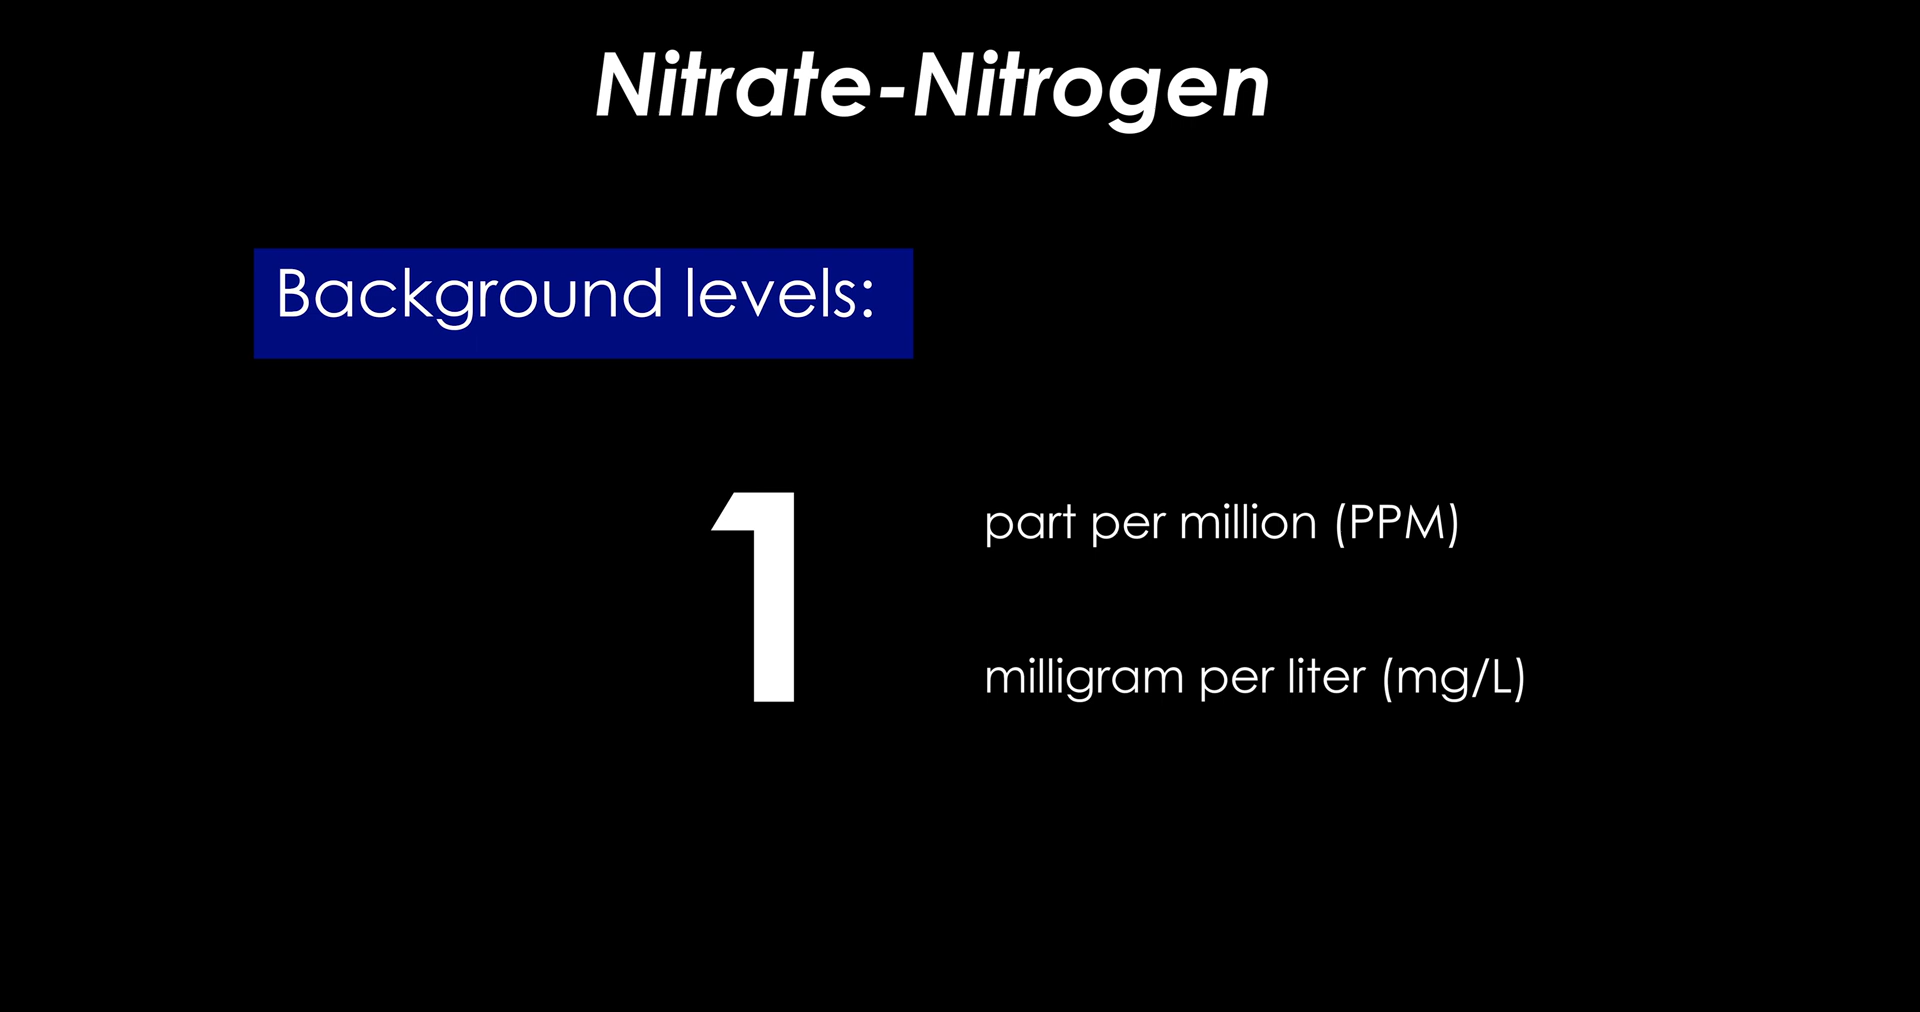 Nitrate-Nitrogen
Background levels:
1
part per million (PPM)
milligram per liter (mg/L)